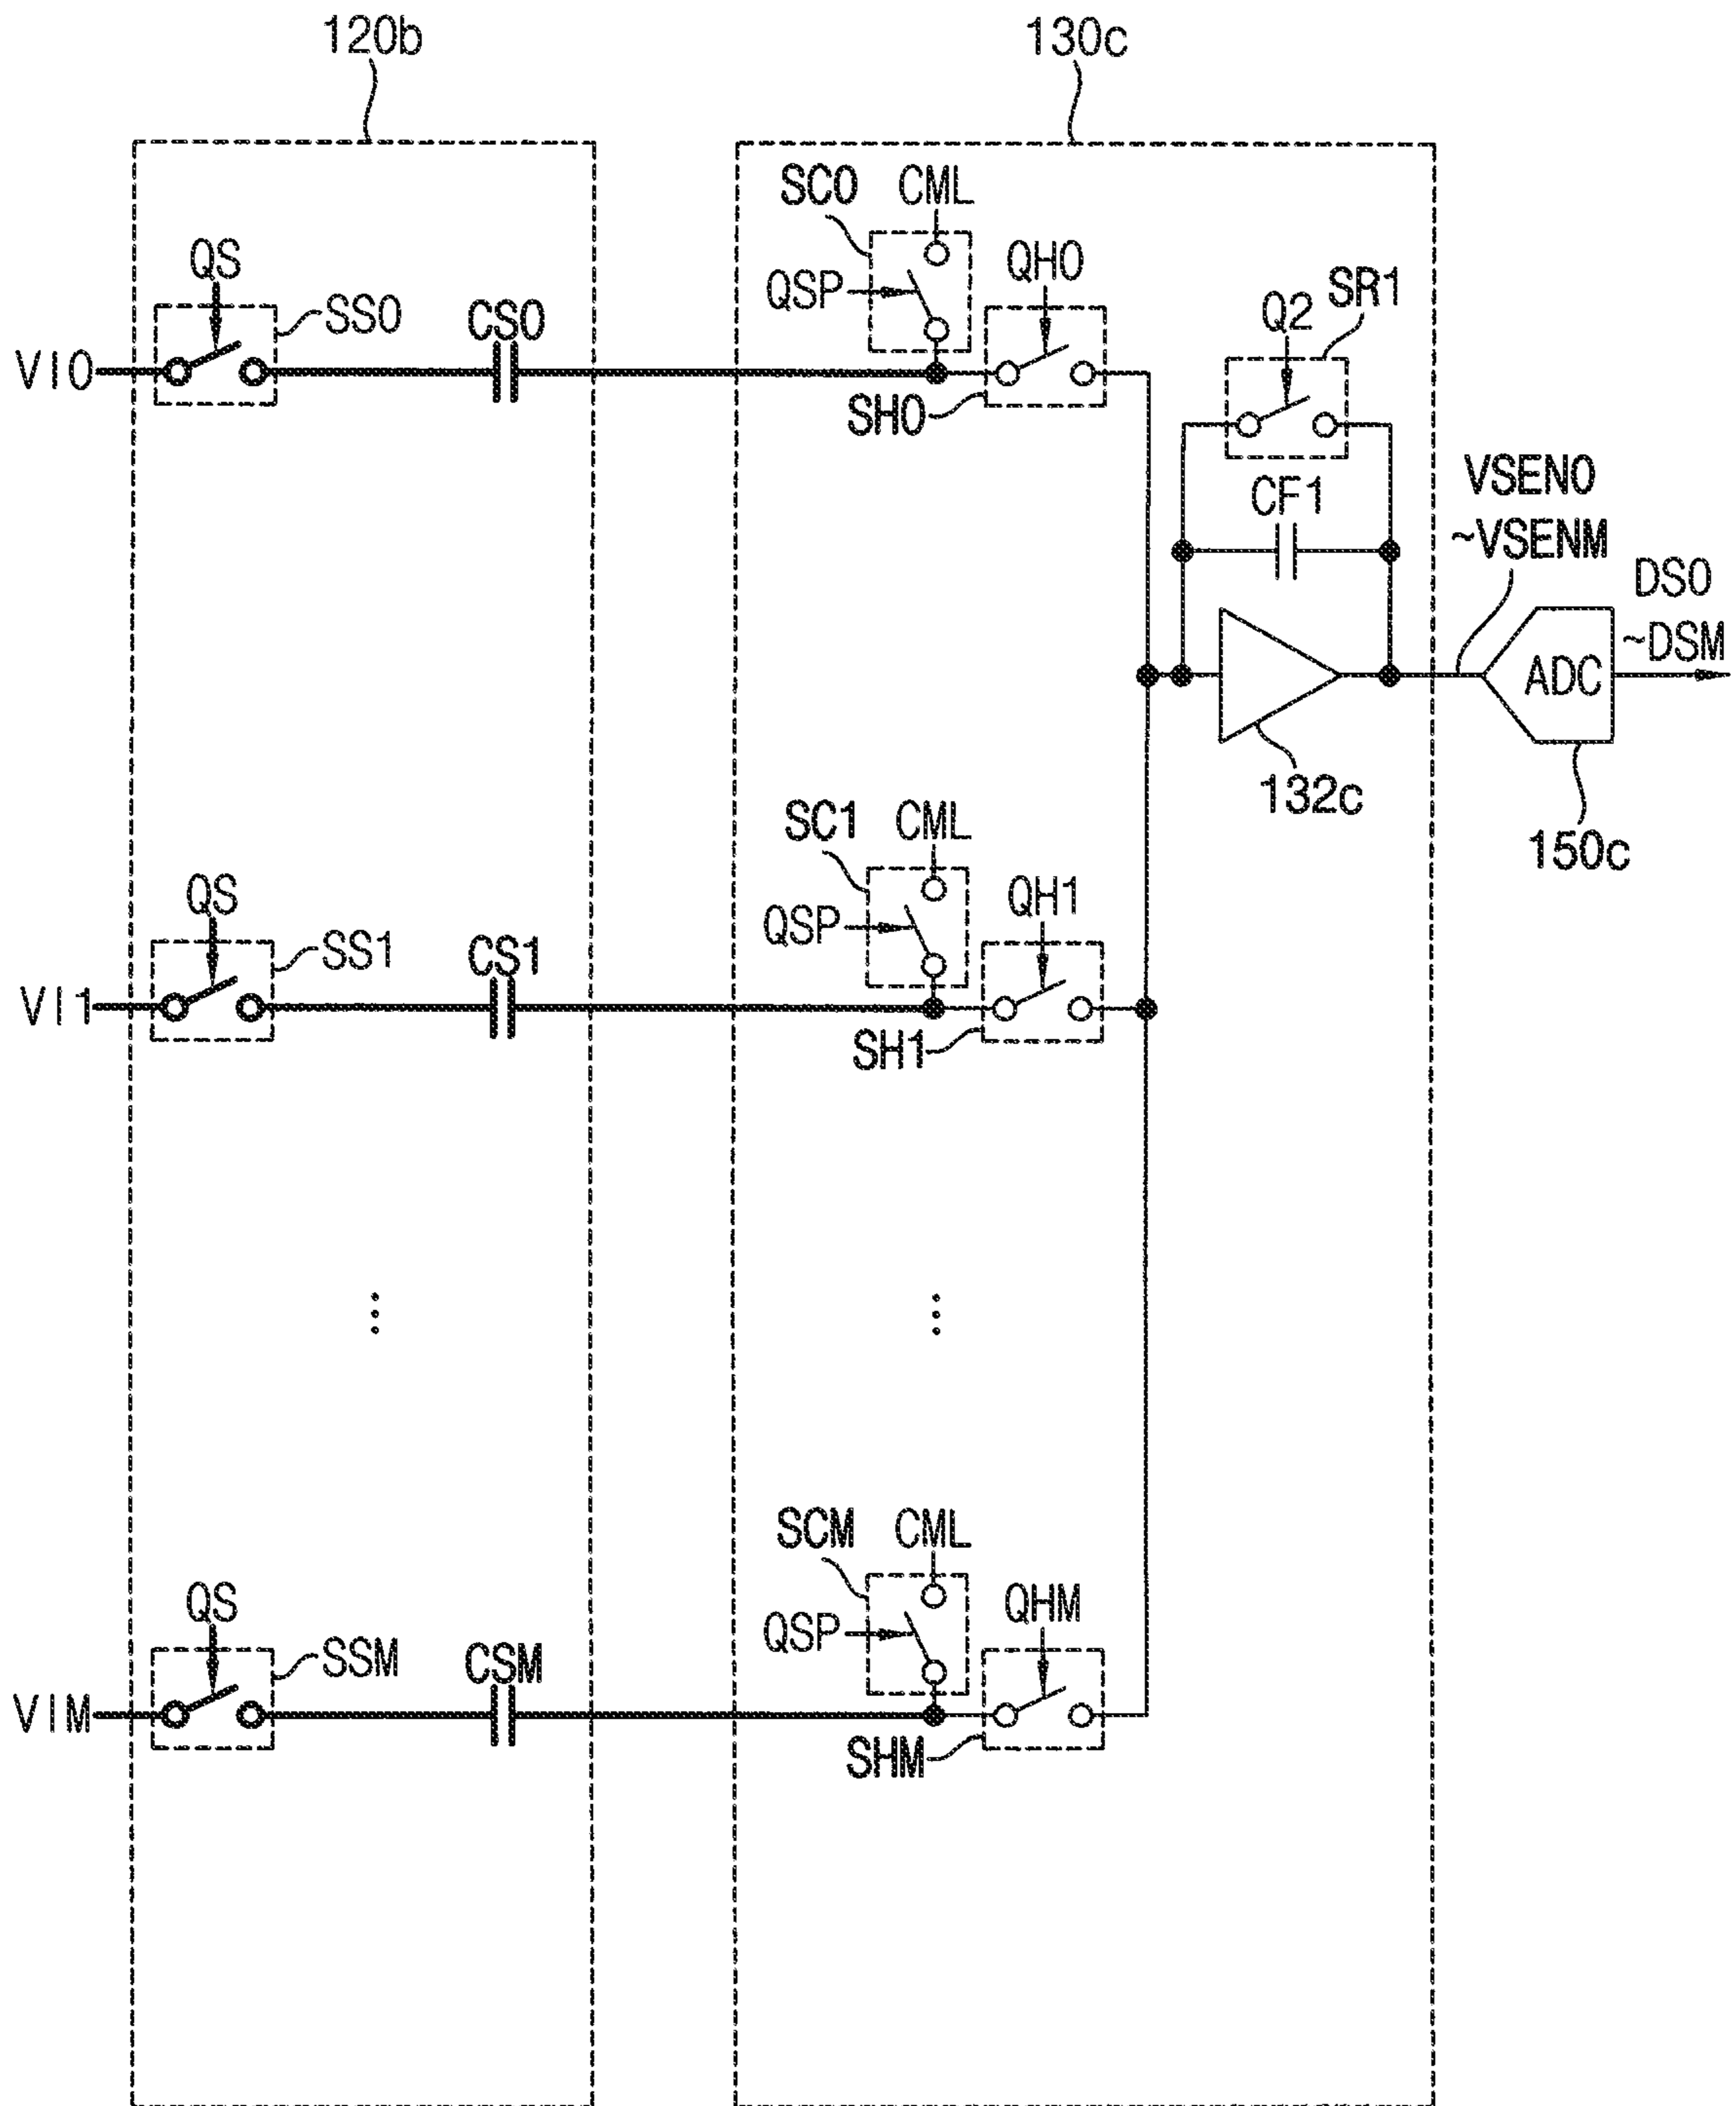 120b
130c
SC0 CML
QS
QSP
QH0
SS0
CS0
Q2
SR1
VI0
SH0
CF1
VSEN0
~VSENM
DS0
~DSM
ADC
132c
150c
SC1 CML
QS
QSP
QH1
SS1
CS1
VI1
SH1
SCM CML
QS
QSP
QHM
SSM
CSM
VIM
SHM